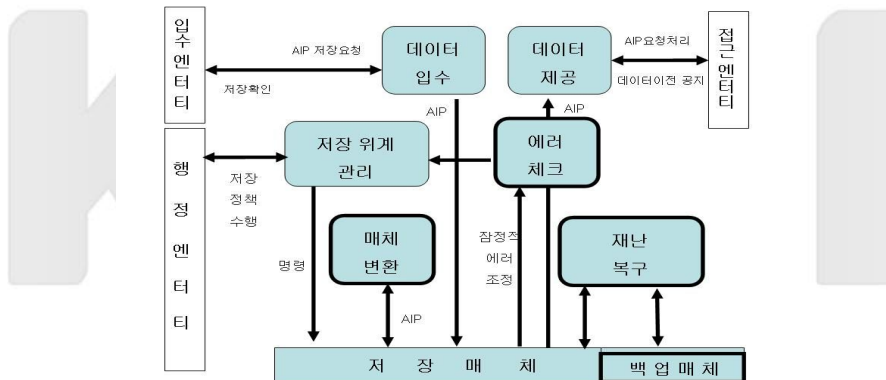 입수엔터티
AIP 저장요청
저장확인
데이터
입수
데이터
제공
AIP요청처리
데이터이전 공지
접근엔터티
AIP
AIP
행정엔터티
저장
정책
수행
저장 위계
관리
에러
체크
명령
매체
변환
잠정적
에러
조정
재난
복구
AIP
저장매체
백업매체